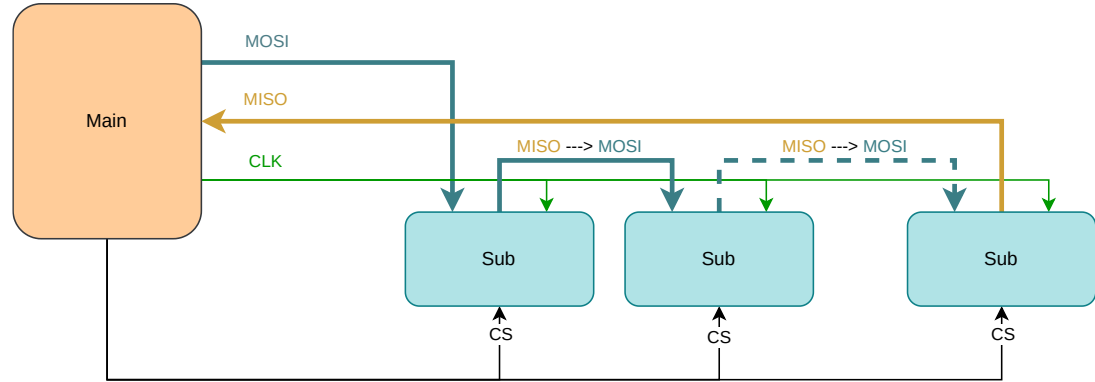 MOSI
Main
MISO
MISO ---> MOSI
MISO ---> MOSI
CLK
Sub
Sub
Sub
CS
CS
CS